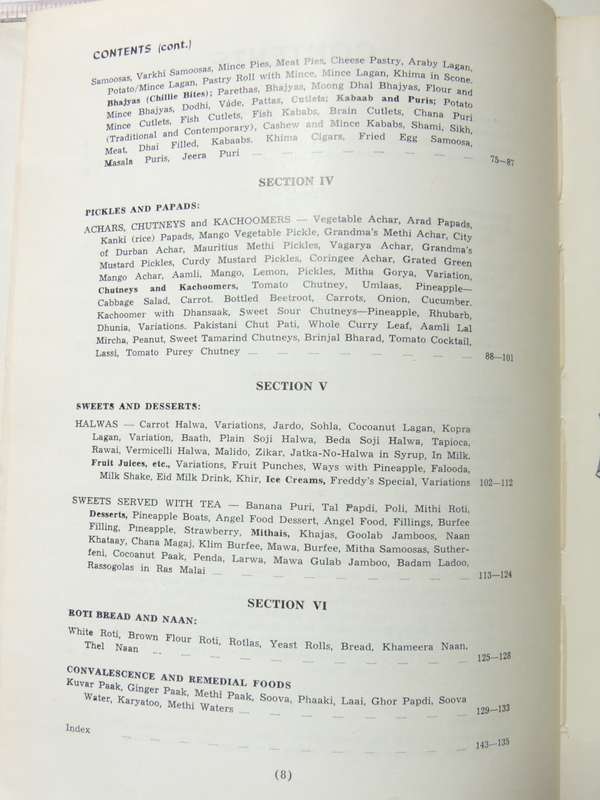 CONTENTS (cont.)
Samoosas, Varkhi Samoosas, Mince Pies, Meat Pies, Cheese Pastry, Araby Lagan,
Potato/Mince Lagan, Pastry Roll with Mince, Mince Lagan, Khima in Scone.
Bhajyas (Chillie Bites); Parethas, Bhajyas, Moong Dhal Bhajyas, Flour and
Mince Bhajyas, Dodhi, Váde, Pattas, Cutlets; Kabaab and Puris; Potato
Mince Cutlets, Fish Cutlets, Fish Kababs, Brain Cutlets, Chana Puri
(Traditional and Contemporary), Cashew and Mince Kababs, Shami, Sikh,
Meat, Dhai Filled, Kabaabs. Khima Cigars, Fried Egg Samoosa,
Masala Puris, Jeera Puri — — — — — — — — 75—87
SECTION IV
PICKLES AND PAPADS:
ACHARS, CHUTNEYS and KACHOOMERS — Vegetable Achar, Arad Papads,
Kanki (rice) Papads, Mango Vegetable Pickle, Grandma's Methi Achar, City
of Durban Achar, Mauritius Methi Pickles, Vagarya Achar, Grandma's
Mustard Pickles, Curdy Mustard Pickles, Coringee Achar, Grated Green
Mango Achar, Aamli, Mango, Lemon, Pickles, Mitha Gorya, Variation,
Chutneys and Kachoomers, Tomato Chutney, Umlaas, Pineapple—
Cabbage Salad, Carrot. Bottled Beetroot, Carrots, Onion, Cucumber.
Kachoomer with Dhansaak, Sweet Sour Chutneys—Pineapple, Rhubarb,
Dhunia, Variations. Pakistani Chut Pati, Whole Curry Leaf, Aamli Lal
Mircha, Peanut, Sweet Tamarind Chutneys, Brinjal Bharad, Tomato Cocktail,
Lassi, Tomato Purey Chutney — — — — — — — 88—101
SECTION V
SWEETS AND DESSERTS:
HALWAS — Carrot Halwa, Variations, Jardo, Sohla, Cocoanut Lagan, Kopra
Lagan, Variation, Baath, Plain Soji Halwa, Beda Soji Halwa, Tapioca,
Rawai, Vermicelli Halwa, Malido, Zikar, Jatka-No-Halwa in Syrup, In Milk.
Fruit Juices, etc., Variations, Fruit Punches, Ways with Pineapple, Falooda,
Milk Shake, Eid Milk Drink, Khir, Ice Creams, Freddy's Special, Variations 102—112
SWEETS SERVED WITH TEA — Banana Puri, Tal Papdi, Poli, Mithi Roti,
Desserts, Pineapple Boats, Angel Food Dessert, Angel Food, Fillings, Burfee
Filling, Pineapple, Strawberry, Mithais, Khajas, Goolab Jamboos, Naan
Khataay, Chana Magaj, Klim Burfee, Mawa, Burfee, Mitha Samoosas, Suther-
feni, Cocoanut Paak, Penda, Larwa, Mawa Gulab Jamboo, Badam Ladoo,
Rassogolas in Ras Malai — — — — — — — — 113—124
SECTION VI
ROTI BREAD AND NAAN:
White Roti, Brown Flour Roti, Rotlas, Yeast Rolls, Bread, Khameera Naan,
Thel Naan — — — — — — — — — — 125—128
CONVALESCENCE AND REMEDIAL FOODS
Kuvar Paak, Ginger Paak, Methi Paak, Soova, Phaaki, Laai, Ghor Papdi, Soova
Water, Karyatoo, Methi Waters — — — — — — — 129—133
Index — — — — — — — — — — — 143—135
(8)